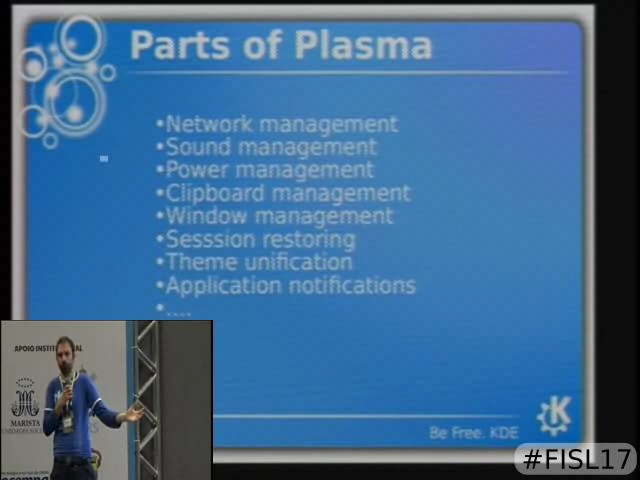 Parts of Plasma
•Network management
•Sound management
•Power management
•Clipboard management
•Window management
•Sesssion restoring
•Theme unification
•Application notifications
•....
APOIO
MARISTA
Be Free. KDE
#FISL17